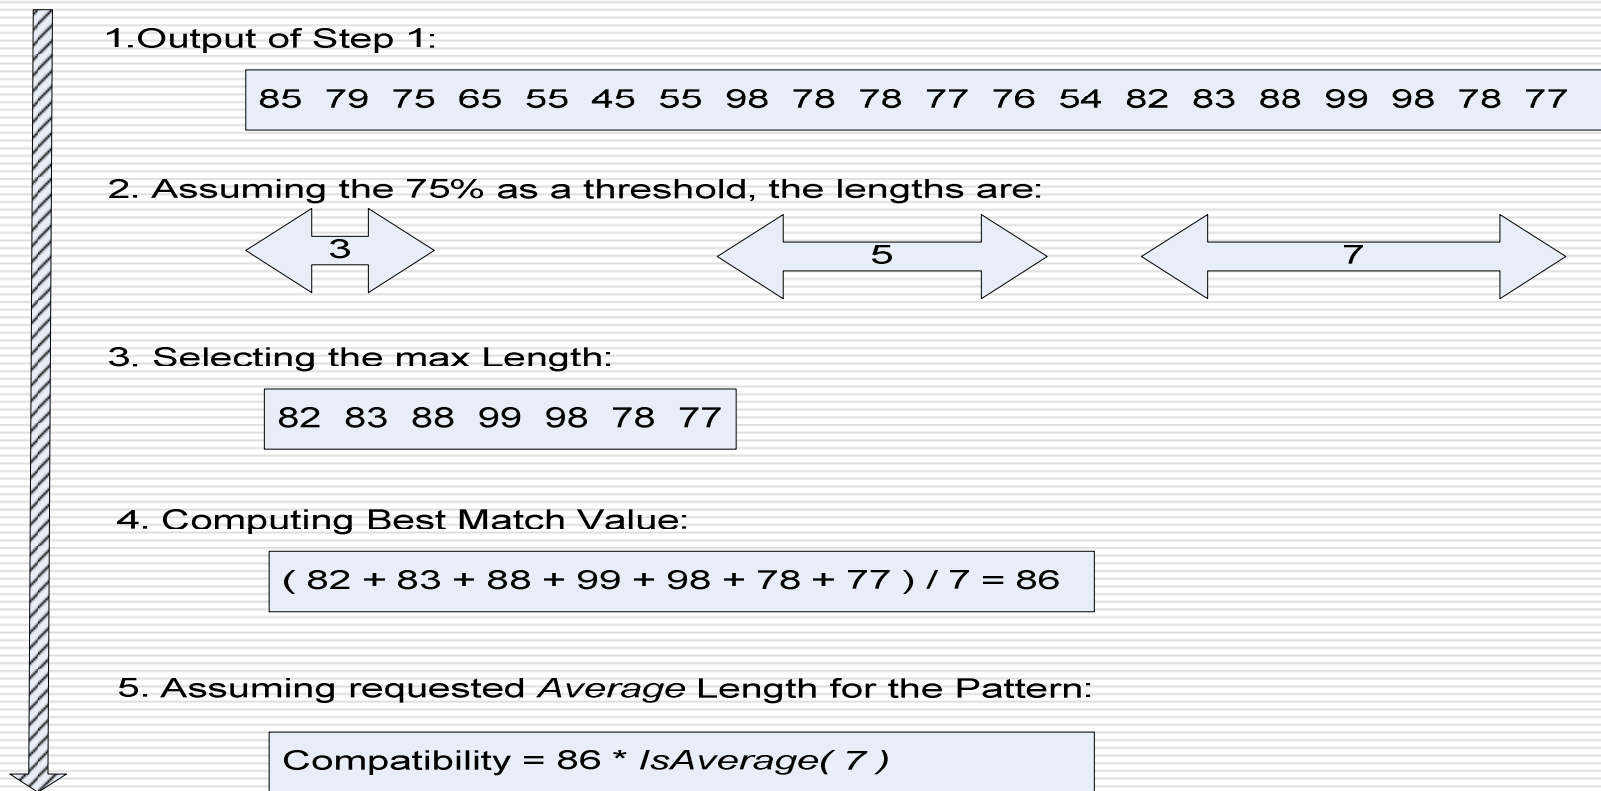 1.Output of Step 1:
85 79 75 65 55 45 55 98 78 78 77 76 54 82 83 88 99 98 78 77
2. Assuming the 75% as a threshold, the lengths are:
3 5 7
3. Selecting the max Length:
82 83 88 99 98 78 77
4. Computing Best Match Value:
( 82 + 83 + 88 + 99 + 98 + 78 + 77 ) / 7 = 86
5. Assuming requested Average Length for the Pattern:
Compatibility = 86 * IsAverage( 7 )